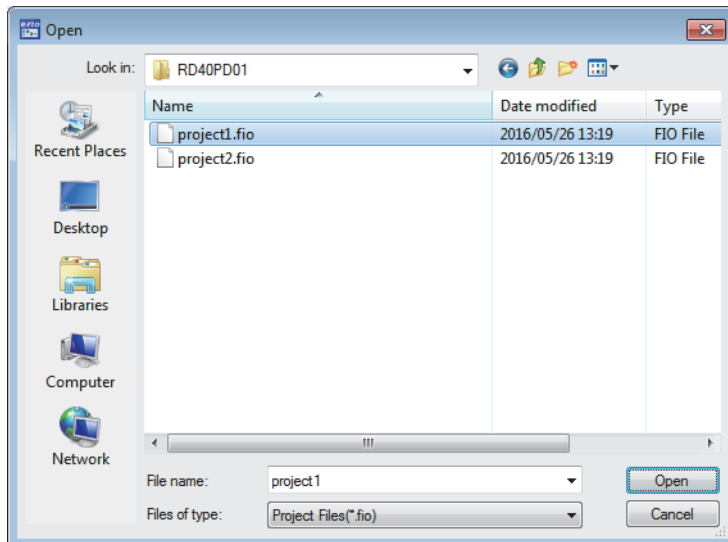 Open
Look in: RD40PD01
Name Date modified Type
project1.fio 2016/05/26 13:19 FIO File
project2.fio 2016/05/26 13:19 FIO File
Recent Places
Desktop
Libraries
Computer
Network
File name: project1 Open
Files of type: Project Files(*.fio) Cancel